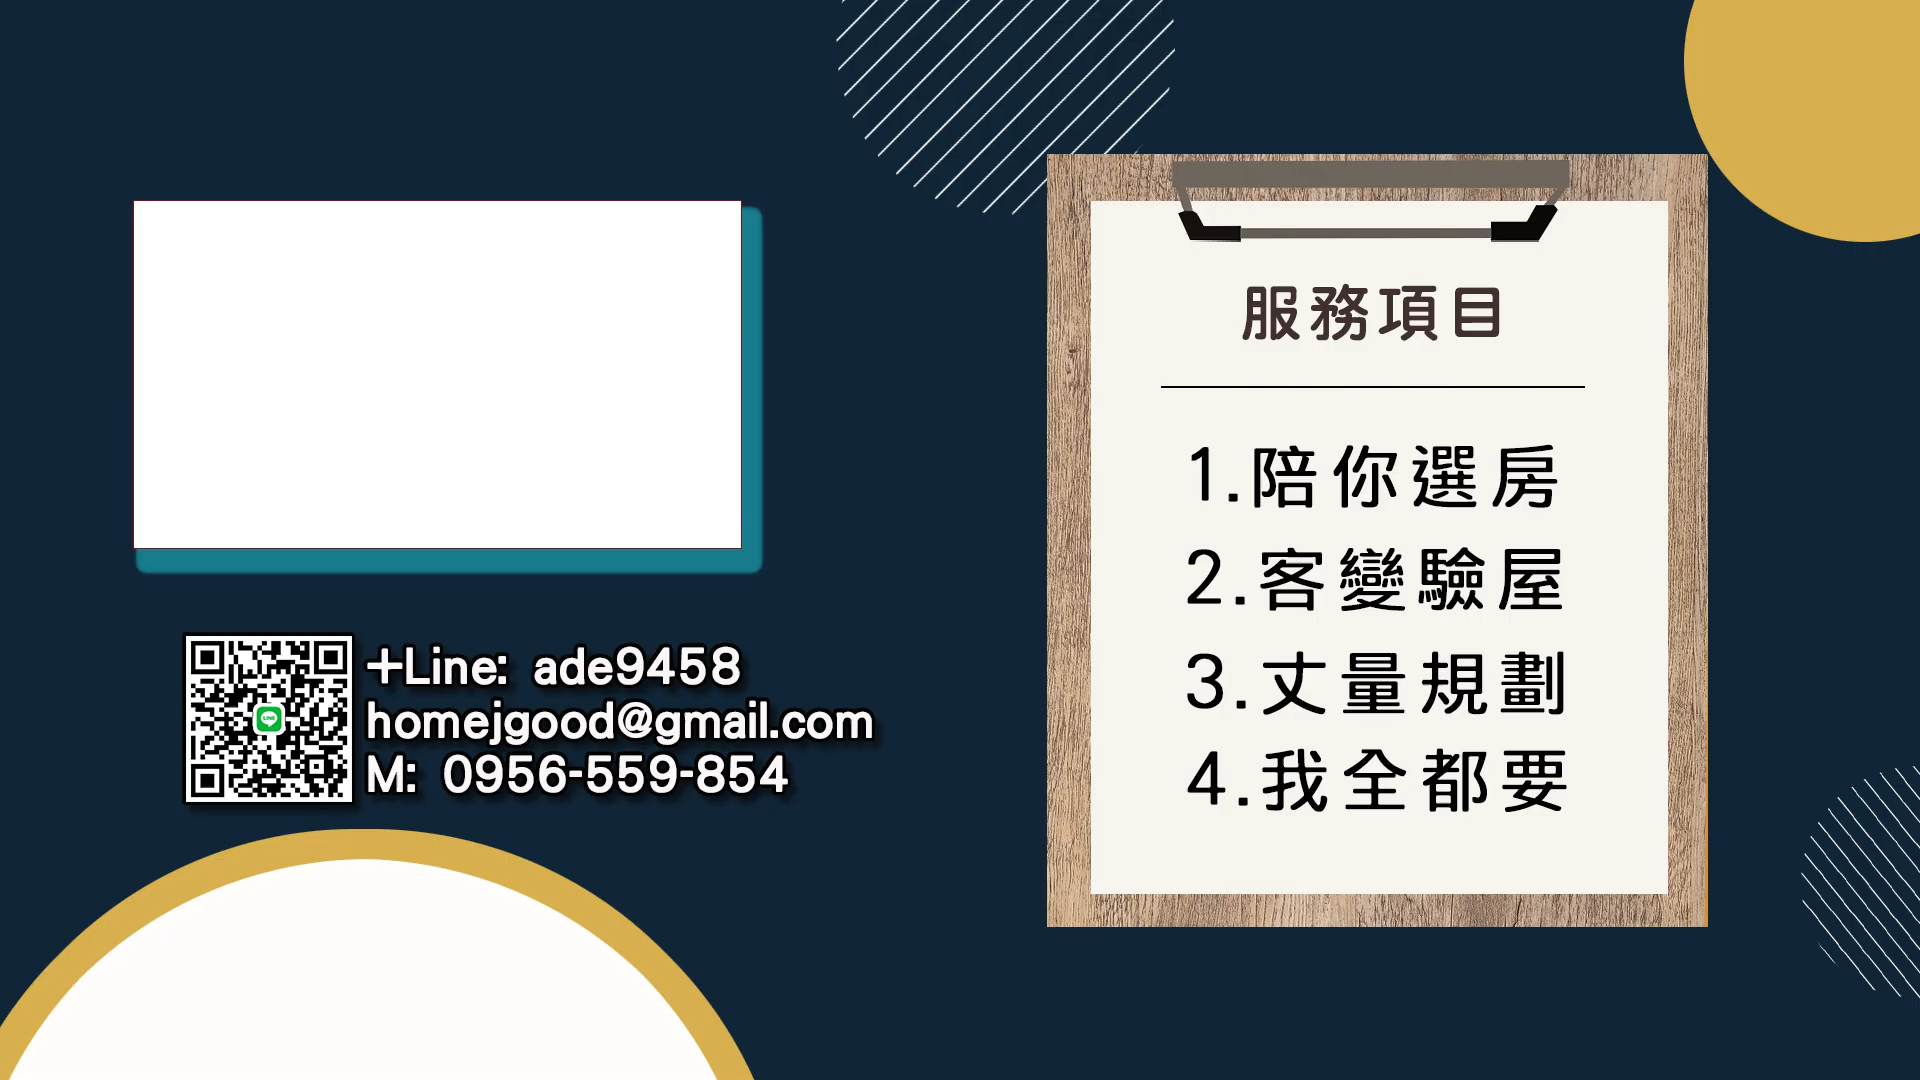 +Line: ade9458
homejgood@gmail.com
M: 0956-559-854
服務項目
1.陪你選房
2.客變驗屋
3.丈量規劃
4.我全都要
LINE